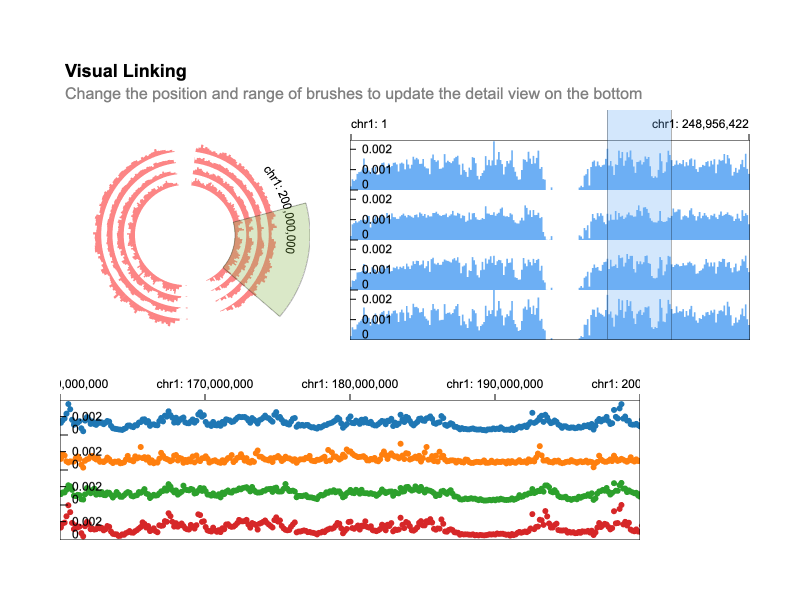 Visual Linking
Change the position and range of brushes to update the detail view on the bottom
chr1: 1
chr1: 248,956,422
0.002
0.001
0
0.002
0.001
0
0.002
0.001
0
0.002
0.001
0
chr1: 200,000,000
0,000,000
chr1: 170,000,000
chr1: 180,000,000
chr1: 190,000,000
chr1: 200
0.002
0
0.002
0
0.002
0
0.002
0